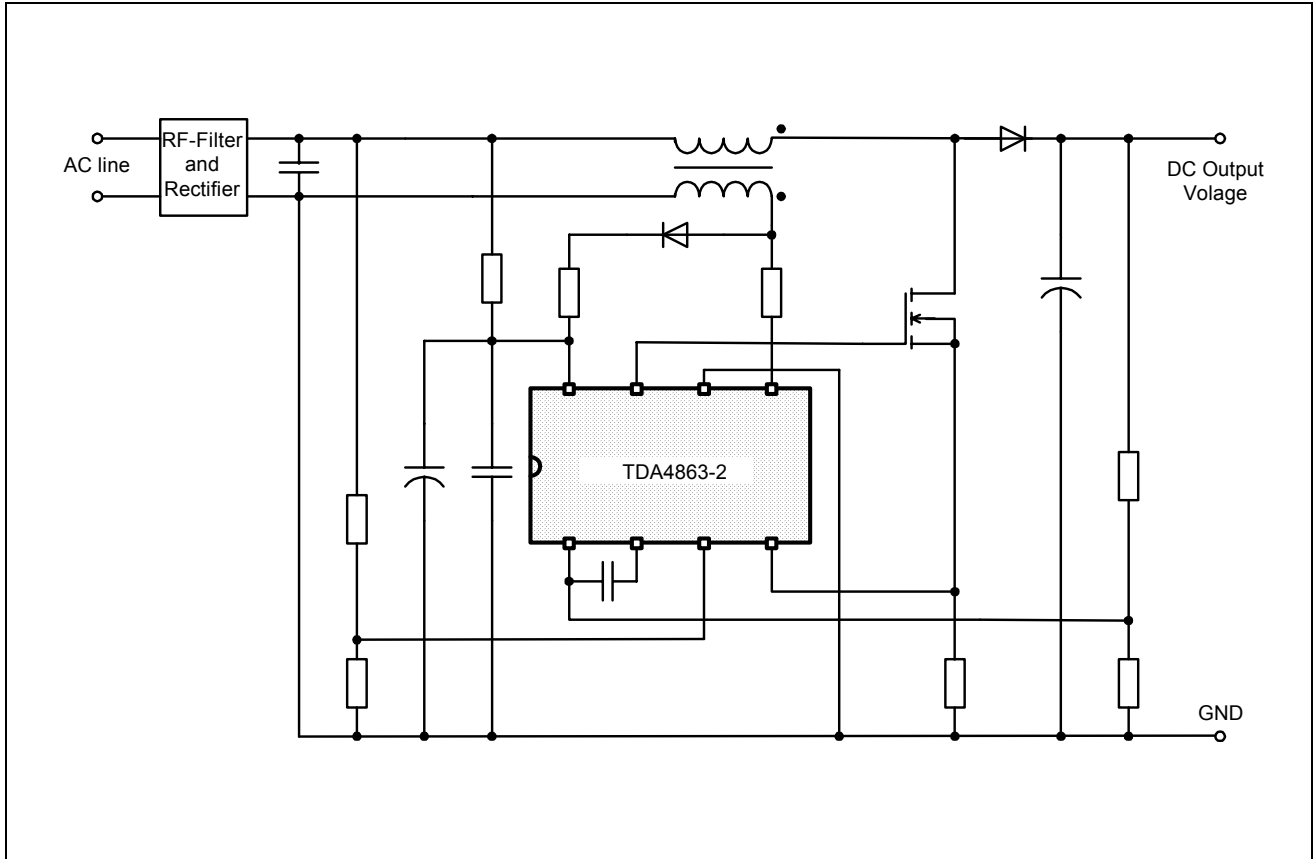 AC line
RF-Filter
and
Rectifier
DC Output
Volage
TDA4863-2
GND